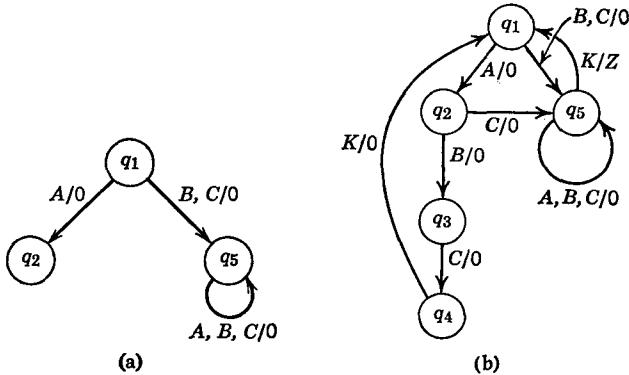 q1
A/0
B, C/0
q2
q5
A, B, C/0
(a)
q1
B, C/0
A/0
K/Z
q2
C/0
q5
K/0
B/0
A, B, C/0
q3
C/0
q4
(b)